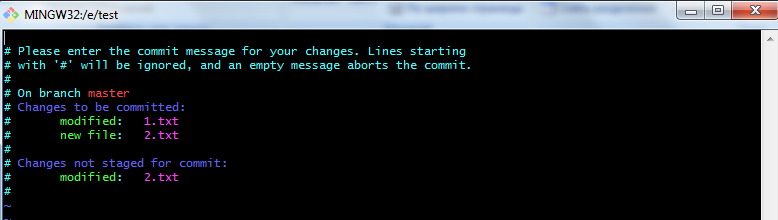 MINGW32:/e/test
# Please enter the commit message for your changes. Lines starting
# with '#' will be ignored, and an empty message aborts the commit.
#
# On branch master
# Changes to be committed:
#       modified:   1.txt
#       new file:   2.txt
#
# Changes not staged for commit:
#       modified:   2.txt
#
~